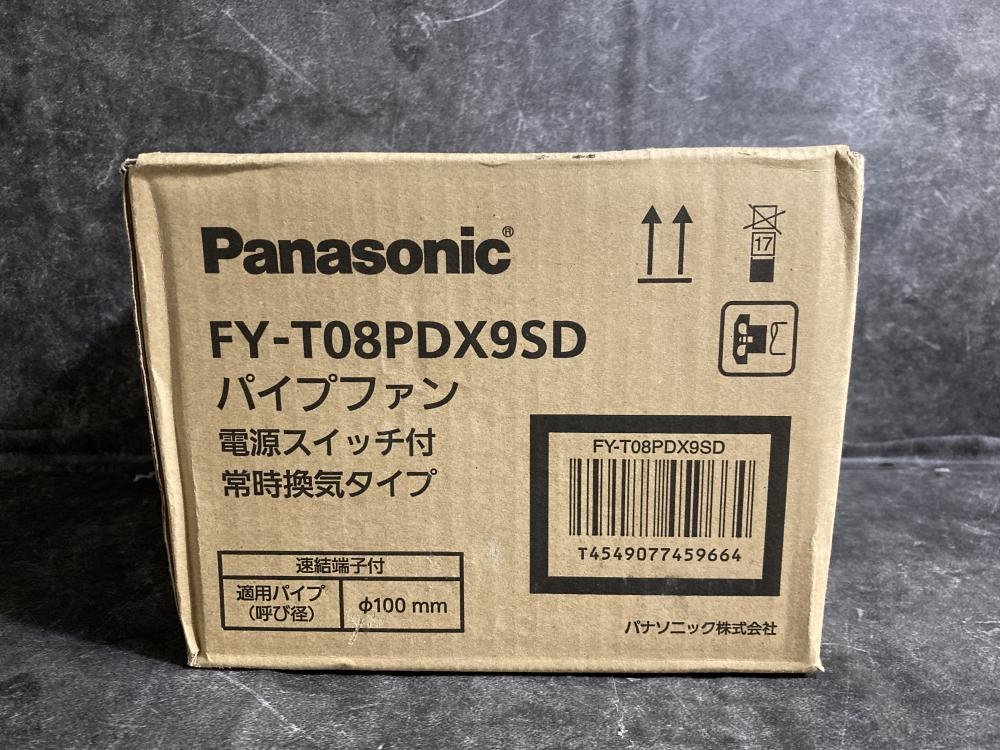 Panasonic®
FY-T08PDX9SD
パイプファン
電源スイッチ付
常時換気タイプ
速結端子付
適用パイプ
(呼び径)
φ100 mm
17
FY-T08PDX9SD
T4549077459664
パナソニック株式会社